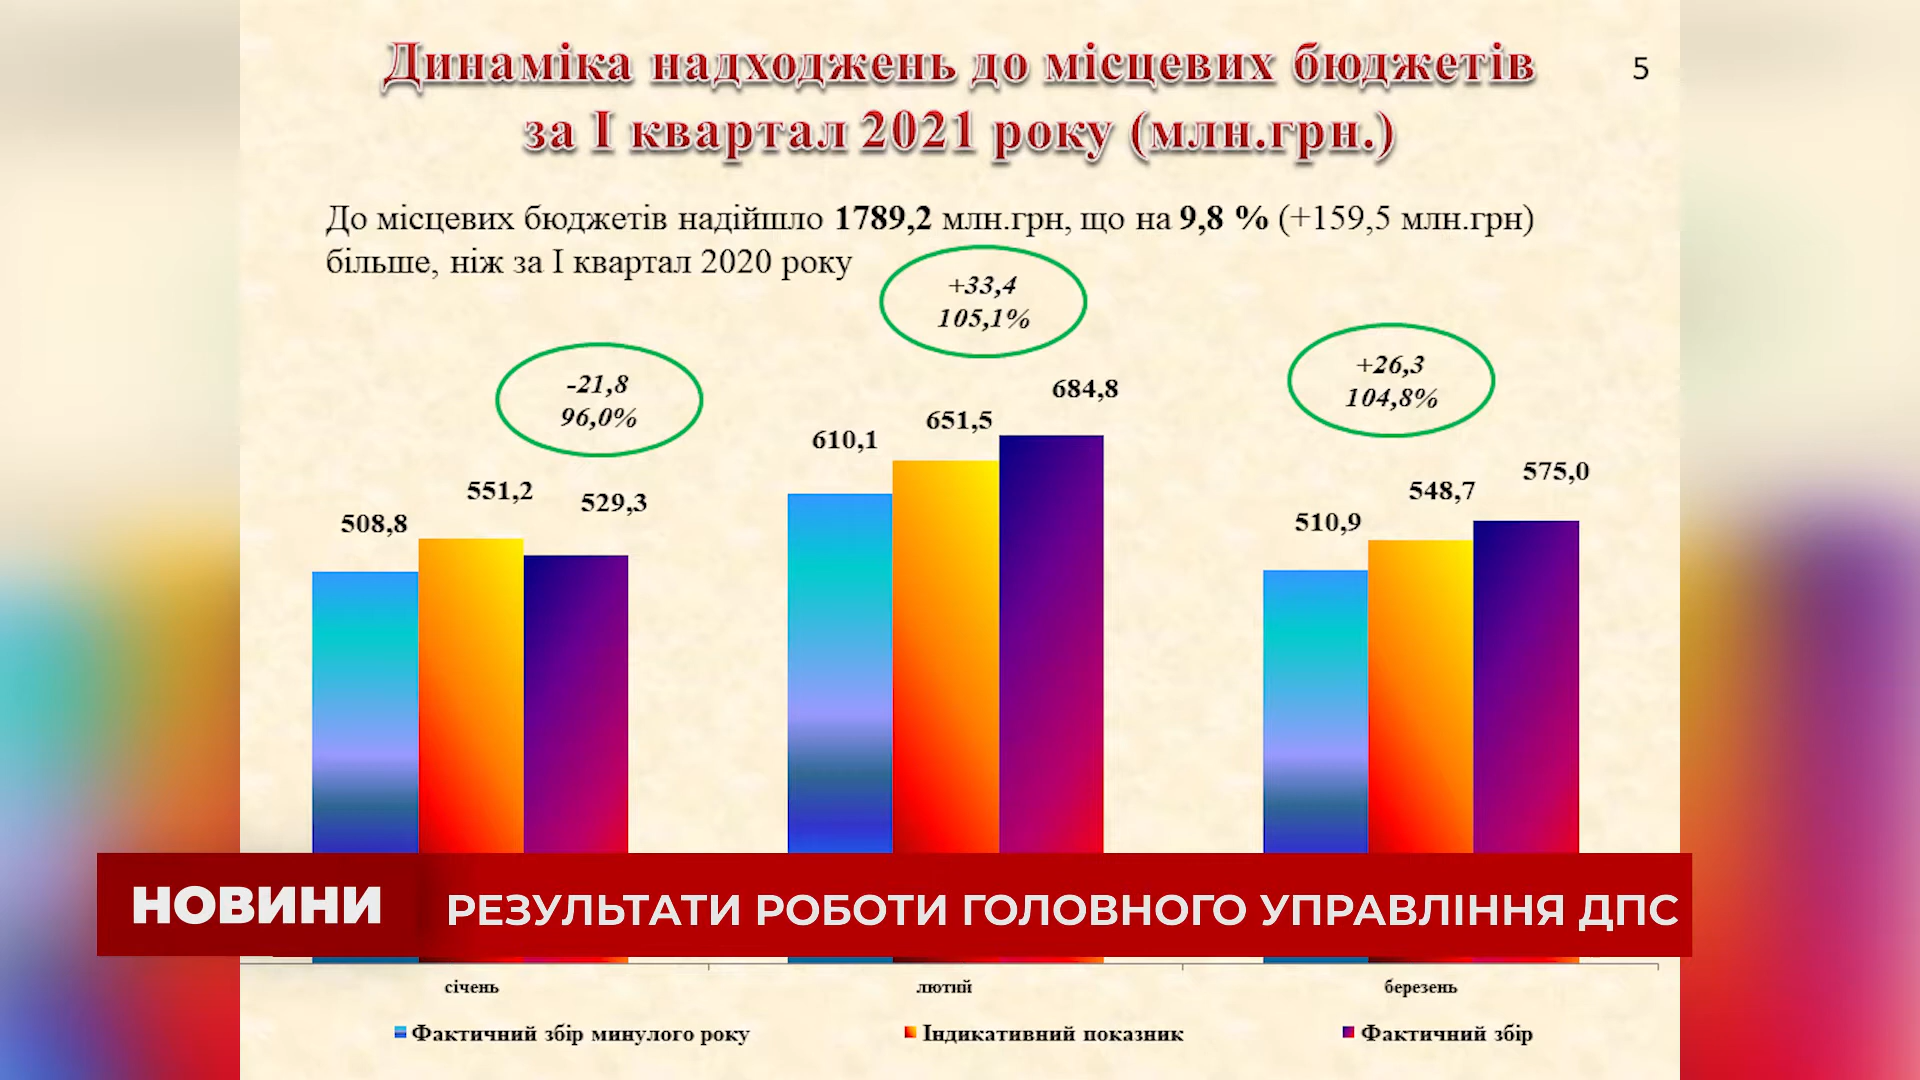 Динаміка надходжень до місцевих бюджетів
за І квартал 2021 року (млн.грн.)
5
До місцевих бюджетів надійшло 1789,2 млн.грн, що на 9,8 % (+159,5 млн.грн)
більше, ніж за І квартал 2020 року
+33,4
105,1%
+26,3
104,8%
-21,8
96,0%
508,8
551,2
529,3
610,1
651,5
684,8
510,9
548,7
575,0
НОВИНИ
РЕЗУЛЬТАТИ РОБОТИ ГОЛОВНОГО УПРАВЛІННЯ ДПС
січень
лютий
березень
Фактичний збір минулого року
Індикативний показник
Фактичний збір